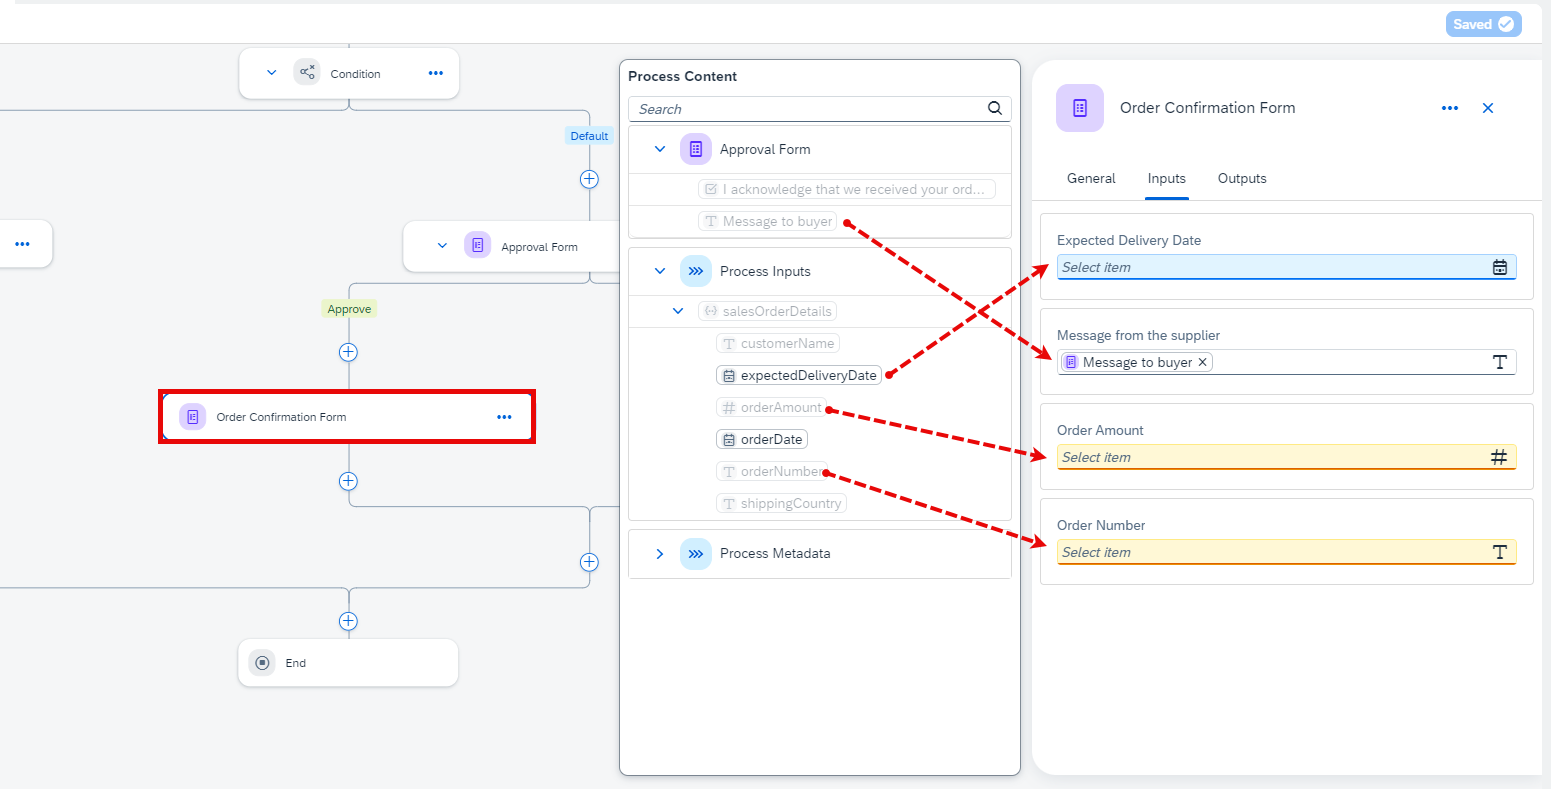 Saved
Condition
Default
Approval Form
Approve
Order Confirmation Form
End
Process Content
Search
Approval Form
I acknowledge that we received your ord...
Message to buyer
Process Inputs
salesOrderDetails
customerName
expectedDeliveryDate
orderAmount
orderDate
orderNumber
shippingCountry
Process Metadata
Order Confirmation Form
General Inputs Outputs
Expected Delivery Date
Select item
Message from the supplier
Message to buyer
Order Amount
Select item
Order Number
Select item